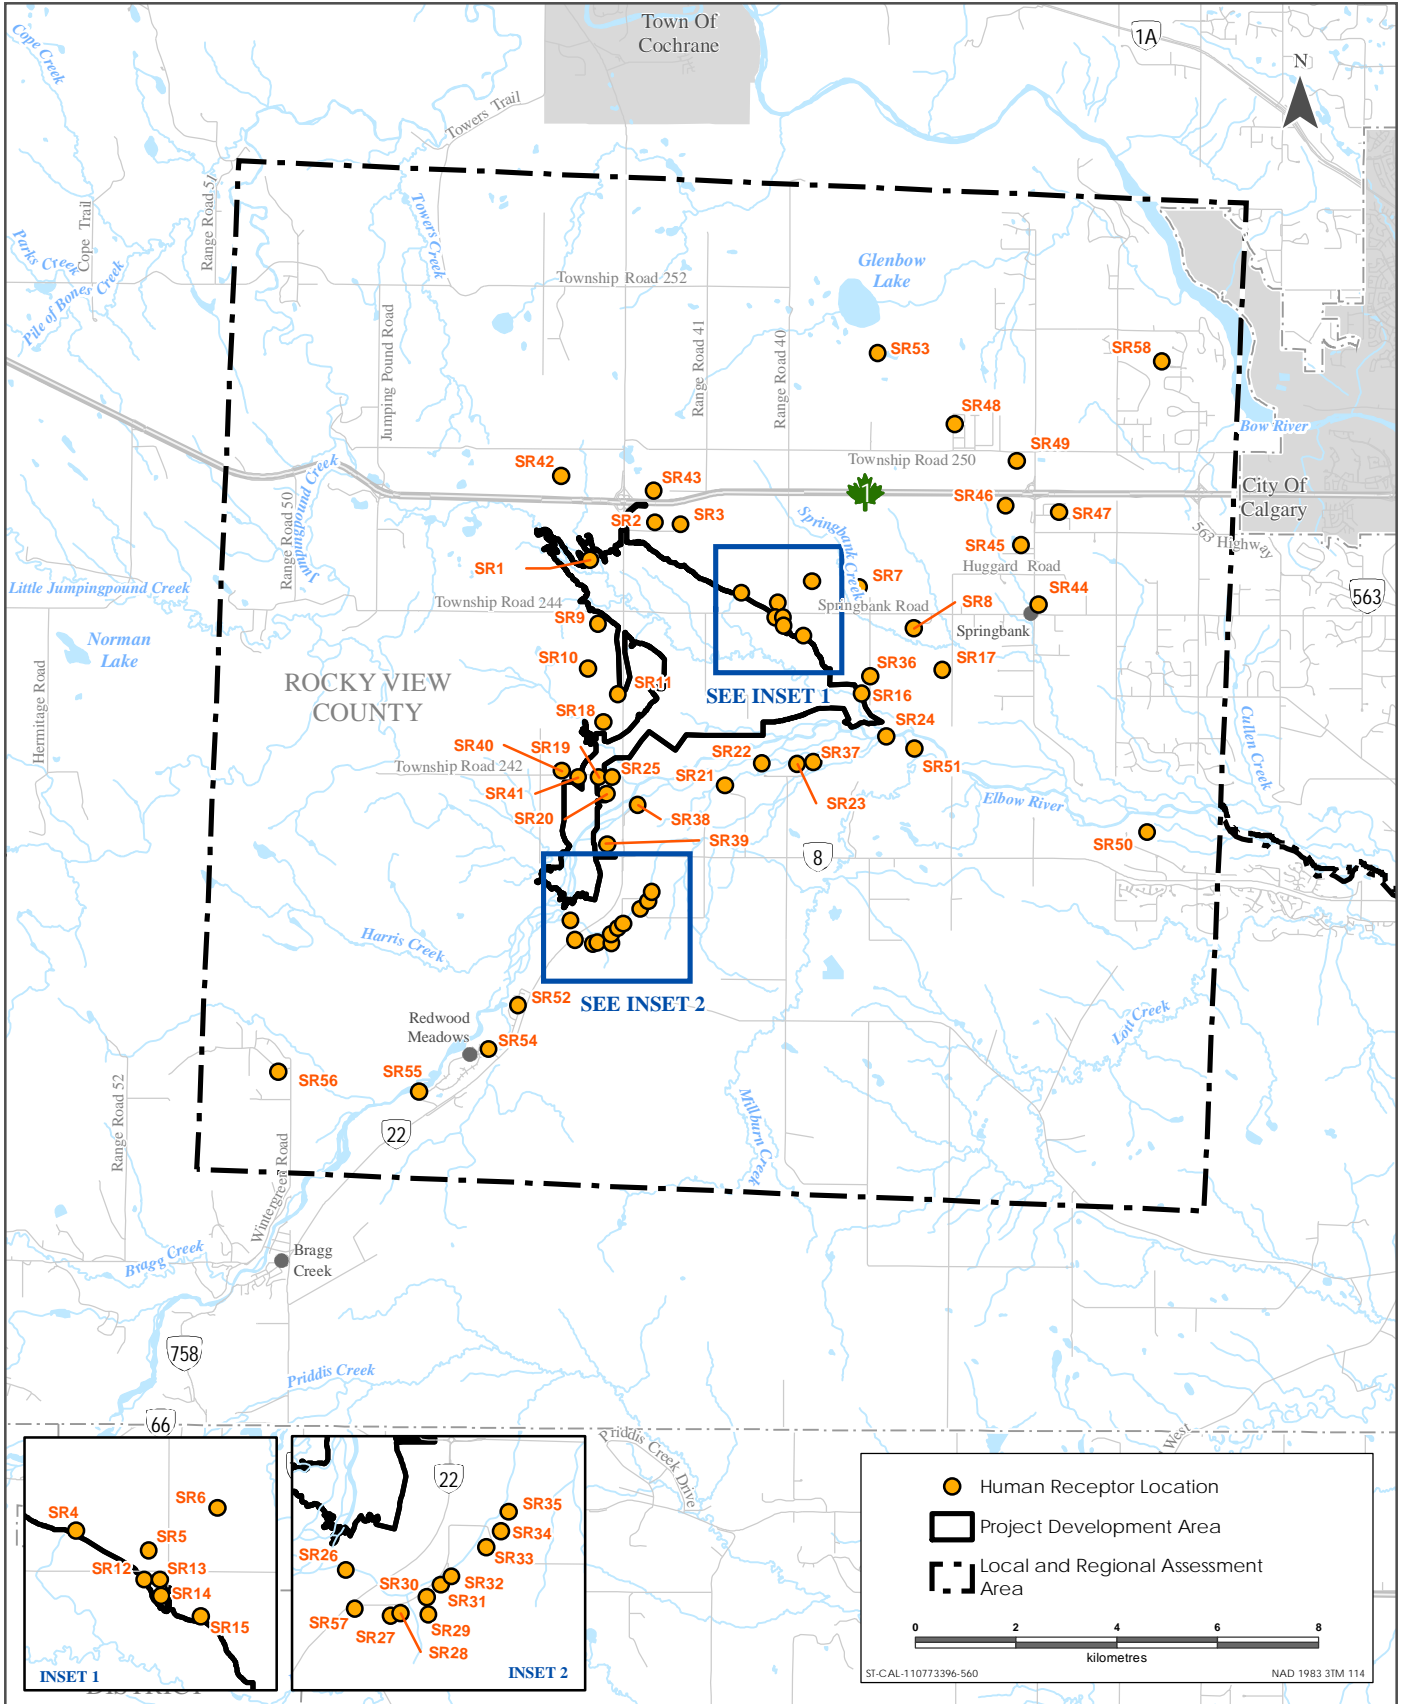 Town Of
Cochrane
1A
N
Cope Creek
Towers Trail
Range Road 51
Cope Trail
Parks Creek
Pile of Bones Creek
Towers Creek
Township Road 252
Glenbow
Lake
Jumping Pound Road
Range Road 41
Range Road 40
SR53
SR58
SR48
Bow River
SR49
Township Road 250
SR42
SR43
1
City Of
Calgary
SR46
SR47
SR2
SR3
Jumpingpound Creek
Range Road 50
Springbank Creek
563 Highway
SR45
Huggard Road
SR1
SR7
Little Jumpingpound Creek
Township Road 244
Springbank Road
SR8
SR44
563
SR9
Springbank
Norman
Lake
SR10
SR36
SR17
ROCKY VIEW
COUNTY
SR11
SEE INSET 1
SR16
Hermitage Road
SR18
SR24
Cullen Creek
SR40
SR19
SR22
SR37
SR51
Township Road 242
SR25
SR21
SR41
SR23
Elbow River
SR20
SR38
SR39
SR50
8
Harris Creek
SR52
SEE INSET 2
Redwood
Meadows
SR54
Lott Creek
SR56
SR55
Range Road 52
22
Millburn Creek
Wintergreen Road
Bragg Creek
Bragg
Creek
758
Priddis Creek
66
Priddis Creek Drive
West
SR4
SR6
SR5
SR12
SR13
SR14
SR15
INSET 1
22
SR35
SR34
SR33
SR26
SR30
SR32
SR31
SR57
SR27
SR29
SR28
INSET 2
DISTRICT
Human Receptor Location
Project Development Area
Local and Regional Assessment
Area
0 2 4 6 8
kilometres
ST-CAL-110773396-560
NAD 1983 3TM 114